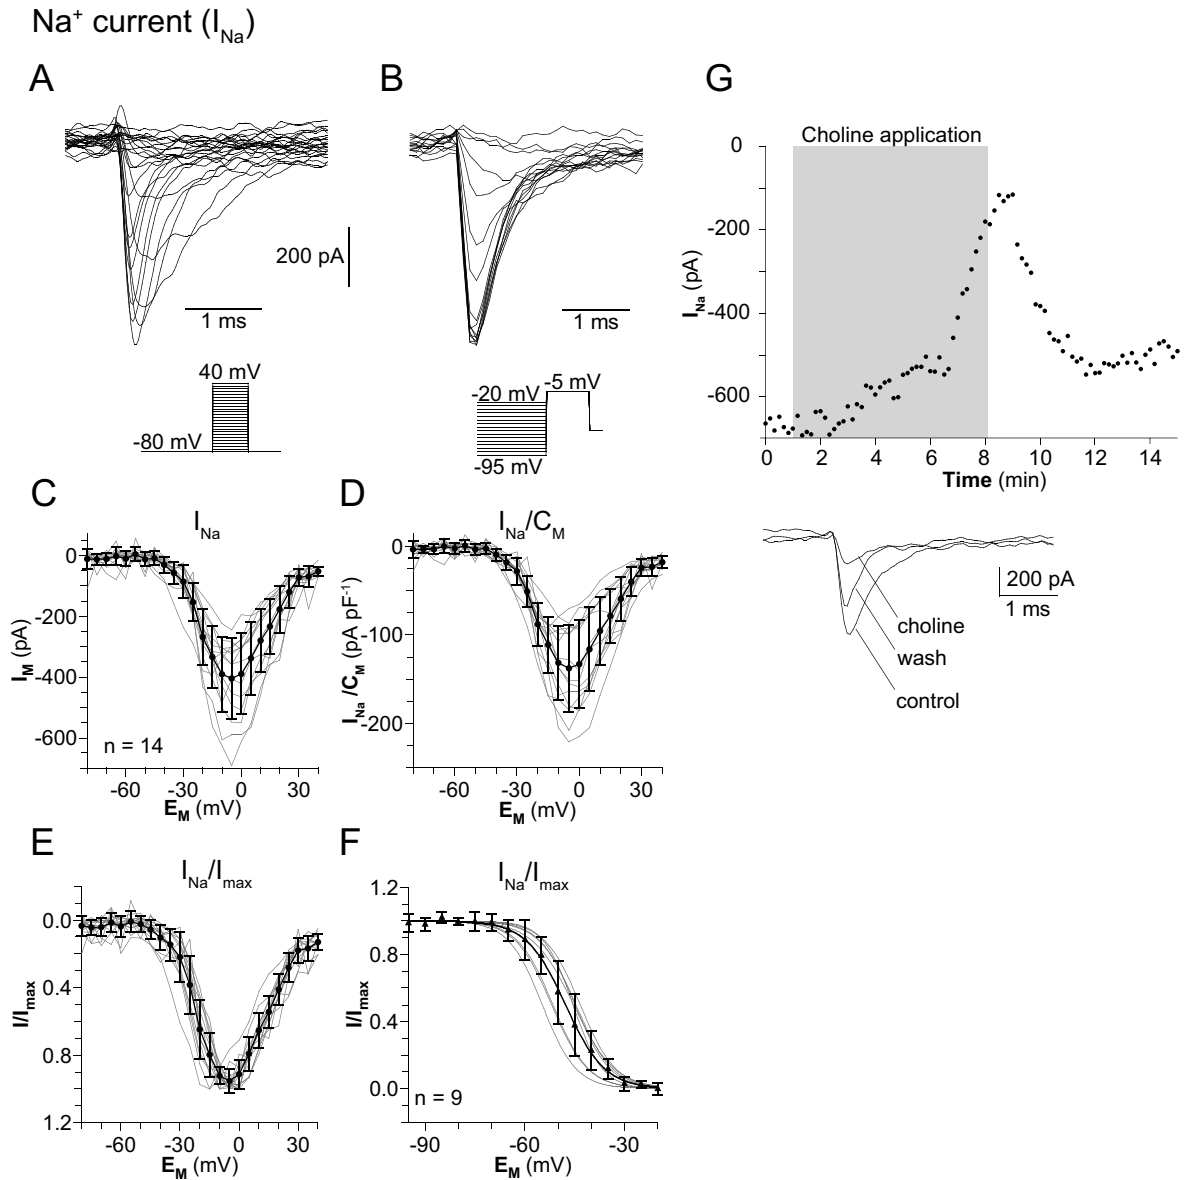 Na⁺ current (I_Na)
A
200 pA
1 ms
40 mV
-80 mV
B
1 ms
-5 mV
-20 mV
-95 mV
G
Choline application
0
-200
-400
-600
I_Na (pA)
0 2 4 6 8 10 12 14
Time (min)
200 pA
1 ms
choline
wash
control
C
I_Na
0
-200
-400
-600
I_M (pA)
n = 14
-60 -30 0 30
E_M (mV)
D
I_Na/C_M
0
-100
-200
I_Na /C_M (pA pF⁻¹)
-60 -30 0 30
E_M (mV)
E
I_Na/I_max
0.0
0.4
0.8
1.2
I/I_max
-60 -30 0 30
E_M (mV)
F
I_Na/I_max
1.2
0.8
0.4
0.0
I/I_max
n = 9
-90 -60 -30
E_M (mV)